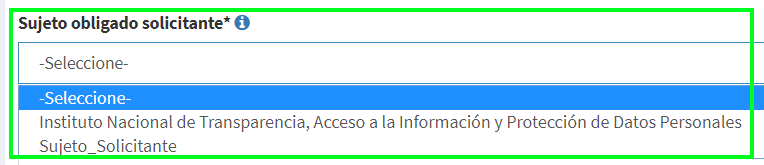 Sujeto obligado solicitante*
-Seleccione-
-Seleccione-
Instituto Nacional de Transparencia, Acceso a la Información y Protección de Datos Personales
Sujeto_Solicitante